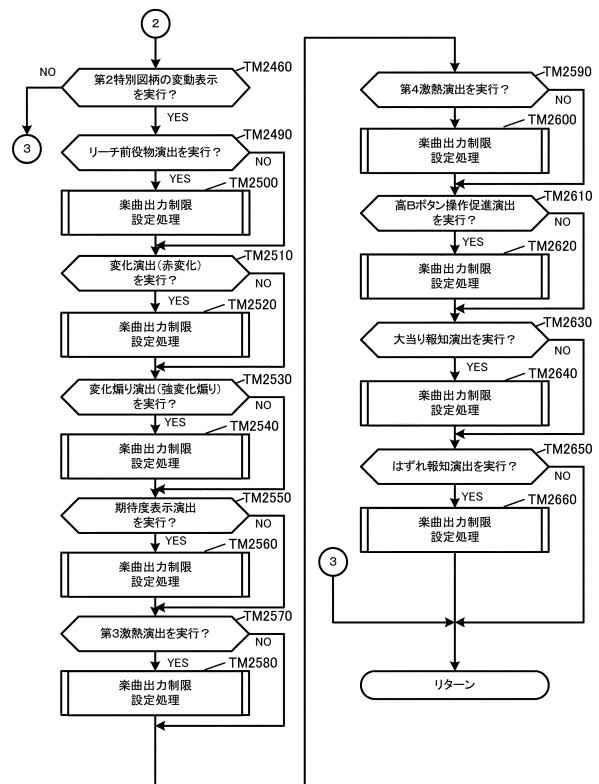 2
TM2460
第2特別図柄の変動表示
を実行？
NO
YES
3
TM2490
リーチ前役物演出を実行？
NO
YES
TM2500
楽曲出力制限
設定処理
TM2510
変化演出(赤変化)
を実行？
NO
YES
TM2520
楽曲出力制限
設定処理
TM2530
変化煽り演出(強変化煽り)
を実行？
NO
YES
TM2540
楽曲出力制限
設定処理
TM2550
期待度表示演出
を実行？
NO
YES
TM2560
楽曲出力制限
設定処理
TM2570
第3激熱演出を実行？
NO
YES
TM2580
楽曲出力制限
設定処理
TM2590
第4激熱演出を実行？
NO
YES
TM2600
楽曲出力制限
設定処理
TM2610
高Bボタン操作促進演出
を実行？
NO
YES
TM2620
楽曲出力制限
設定処理
TM2630
大当り報知演出を実行？
NO
YES
TM2640
楽曲出力制限
設定処理
TM2650
はずれ報知演出を実行？
NO
YES
TM2660
楽曲出力制限
設定処理
3
リターン